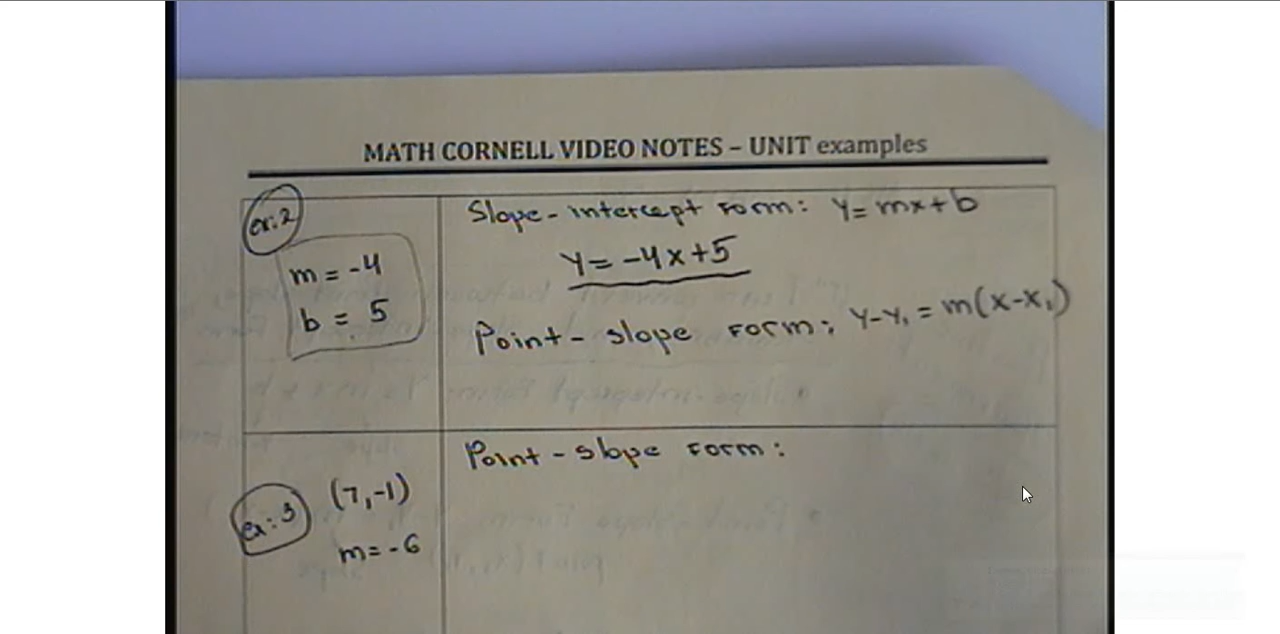 MATH CORNELL VIDEO NOTES – UNIT examples
ex: 2
m = -4
b = 5
Slope-intercept Form: y = mx+b
y = -4x+5
Point-slope Form: y-y₁ = m(x-x₁)
ex: 3
(7,-1)
m = -6
Point-slope Form: